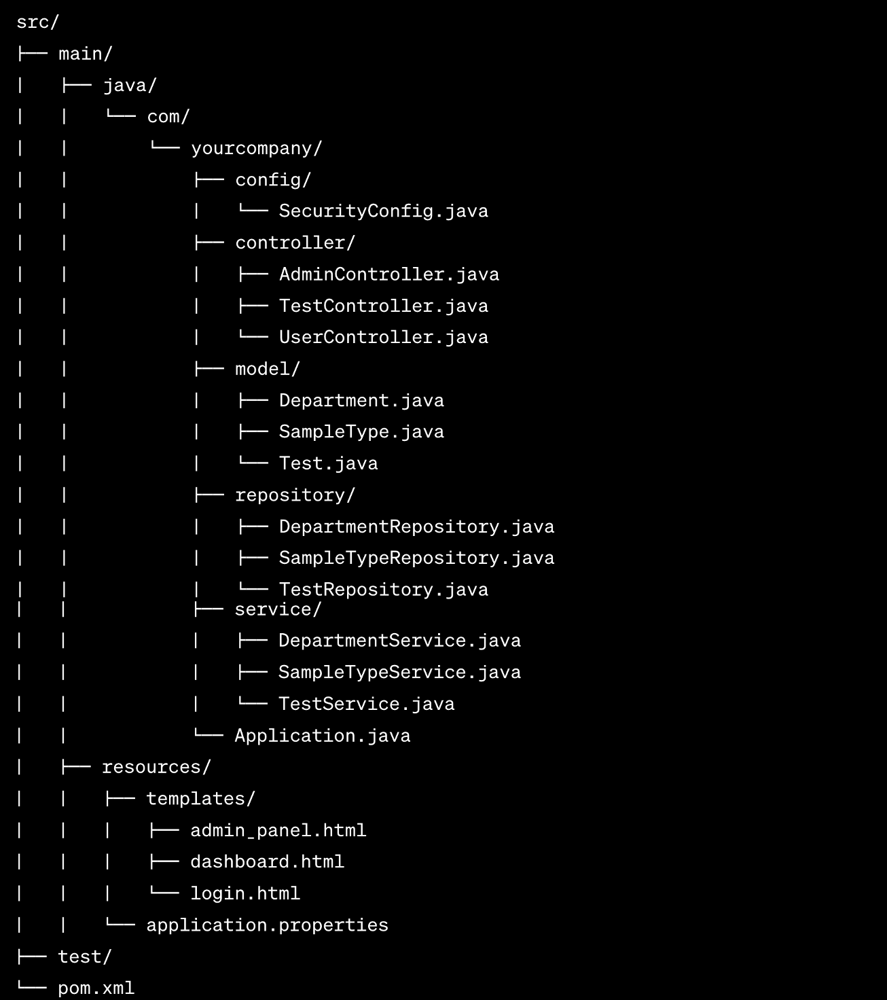 src/
├── main/
│   ├── java/
│   │   └── com/
│   │       └── yourcompany/
│   │           ├── config/
│   │           │   └── SecurityConfig.java
│   │           ├── controller/
│   │           │   ├── AdminController.java
│   │           │   ├── TestController.java
│   │           │   └── UserController.java
│   │           ├── model/
│   │           │   ├── Department.java
│   │           │   ├── SampleType.java
│   │           │   └── Test.java
│   │           ├── repository/
│   │           │   ├── DepartmentRepository.java
│   │           │   ├── SampleTypeRepository.java
│   │           │   └── TestRepository.java
│   │           ├── service/
│   │           │   ├── DepartmentService.java
│   │           │   ├── SampleTypeService.java
│   │           │   └── TestService.java
│   │           └── Application.java
│   ├── resources/
│   │   ├── templates/
│   │   │   ├── admin_panel.html
│   │   │   ├── dashboard.html
│   │   │   └── login.html
│   │   └── application.properties
├── test/
└── pom.xml